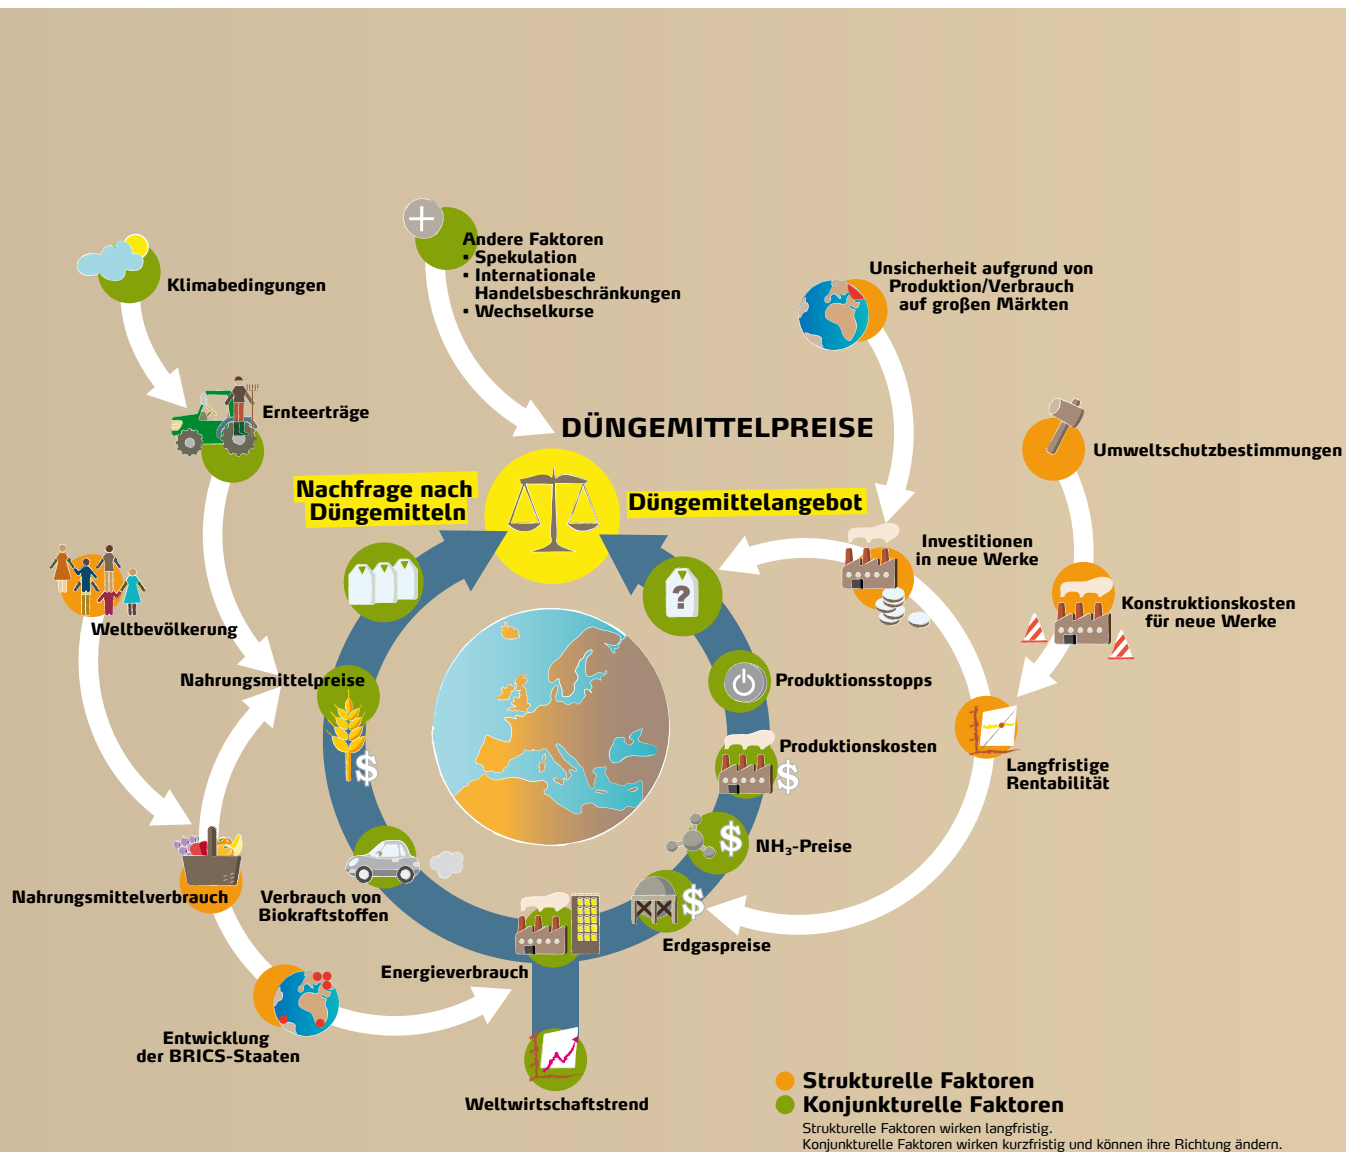 Andere Faktoren
▪ Spekulation
▪ Internationale
Handelsbeschränkungen
▪ Wechselkurse
Klimabedingungen
Unsicherheit aufgrund von
Produktion/Verbrauch
auf großen Märkten
Ernteerträge
DÜNGEMITTELPREISE
Umweltschutzbestimmungen
Nachfrage nach
Düngemitteln
Düngemittelangebot
Investitionen
in neue Werke
?
Konstruktionskosten
für neue Werke
Weltbevölkerung
Nahrungsmittelpreise
$
Produktionsstopps
Produktionskosten
$
Langfristige
Rentabilität
$
NH₃-Preise
Nahrungsmittelverbrauch
Verbrauch von
Biokraftstoffen
$
Erdgaspreise
Energieverbrauch
Entwicklung
der BRICS-Staaten
Weltwirtschaftstrend
Strukturelle Faktoren
Konjunkturelle Faktoren
Strukturelle Faktoren wirken langfristig.
Konjunkturelle Faktoren wirken kurzfristig und können ihre Richtung ändern.